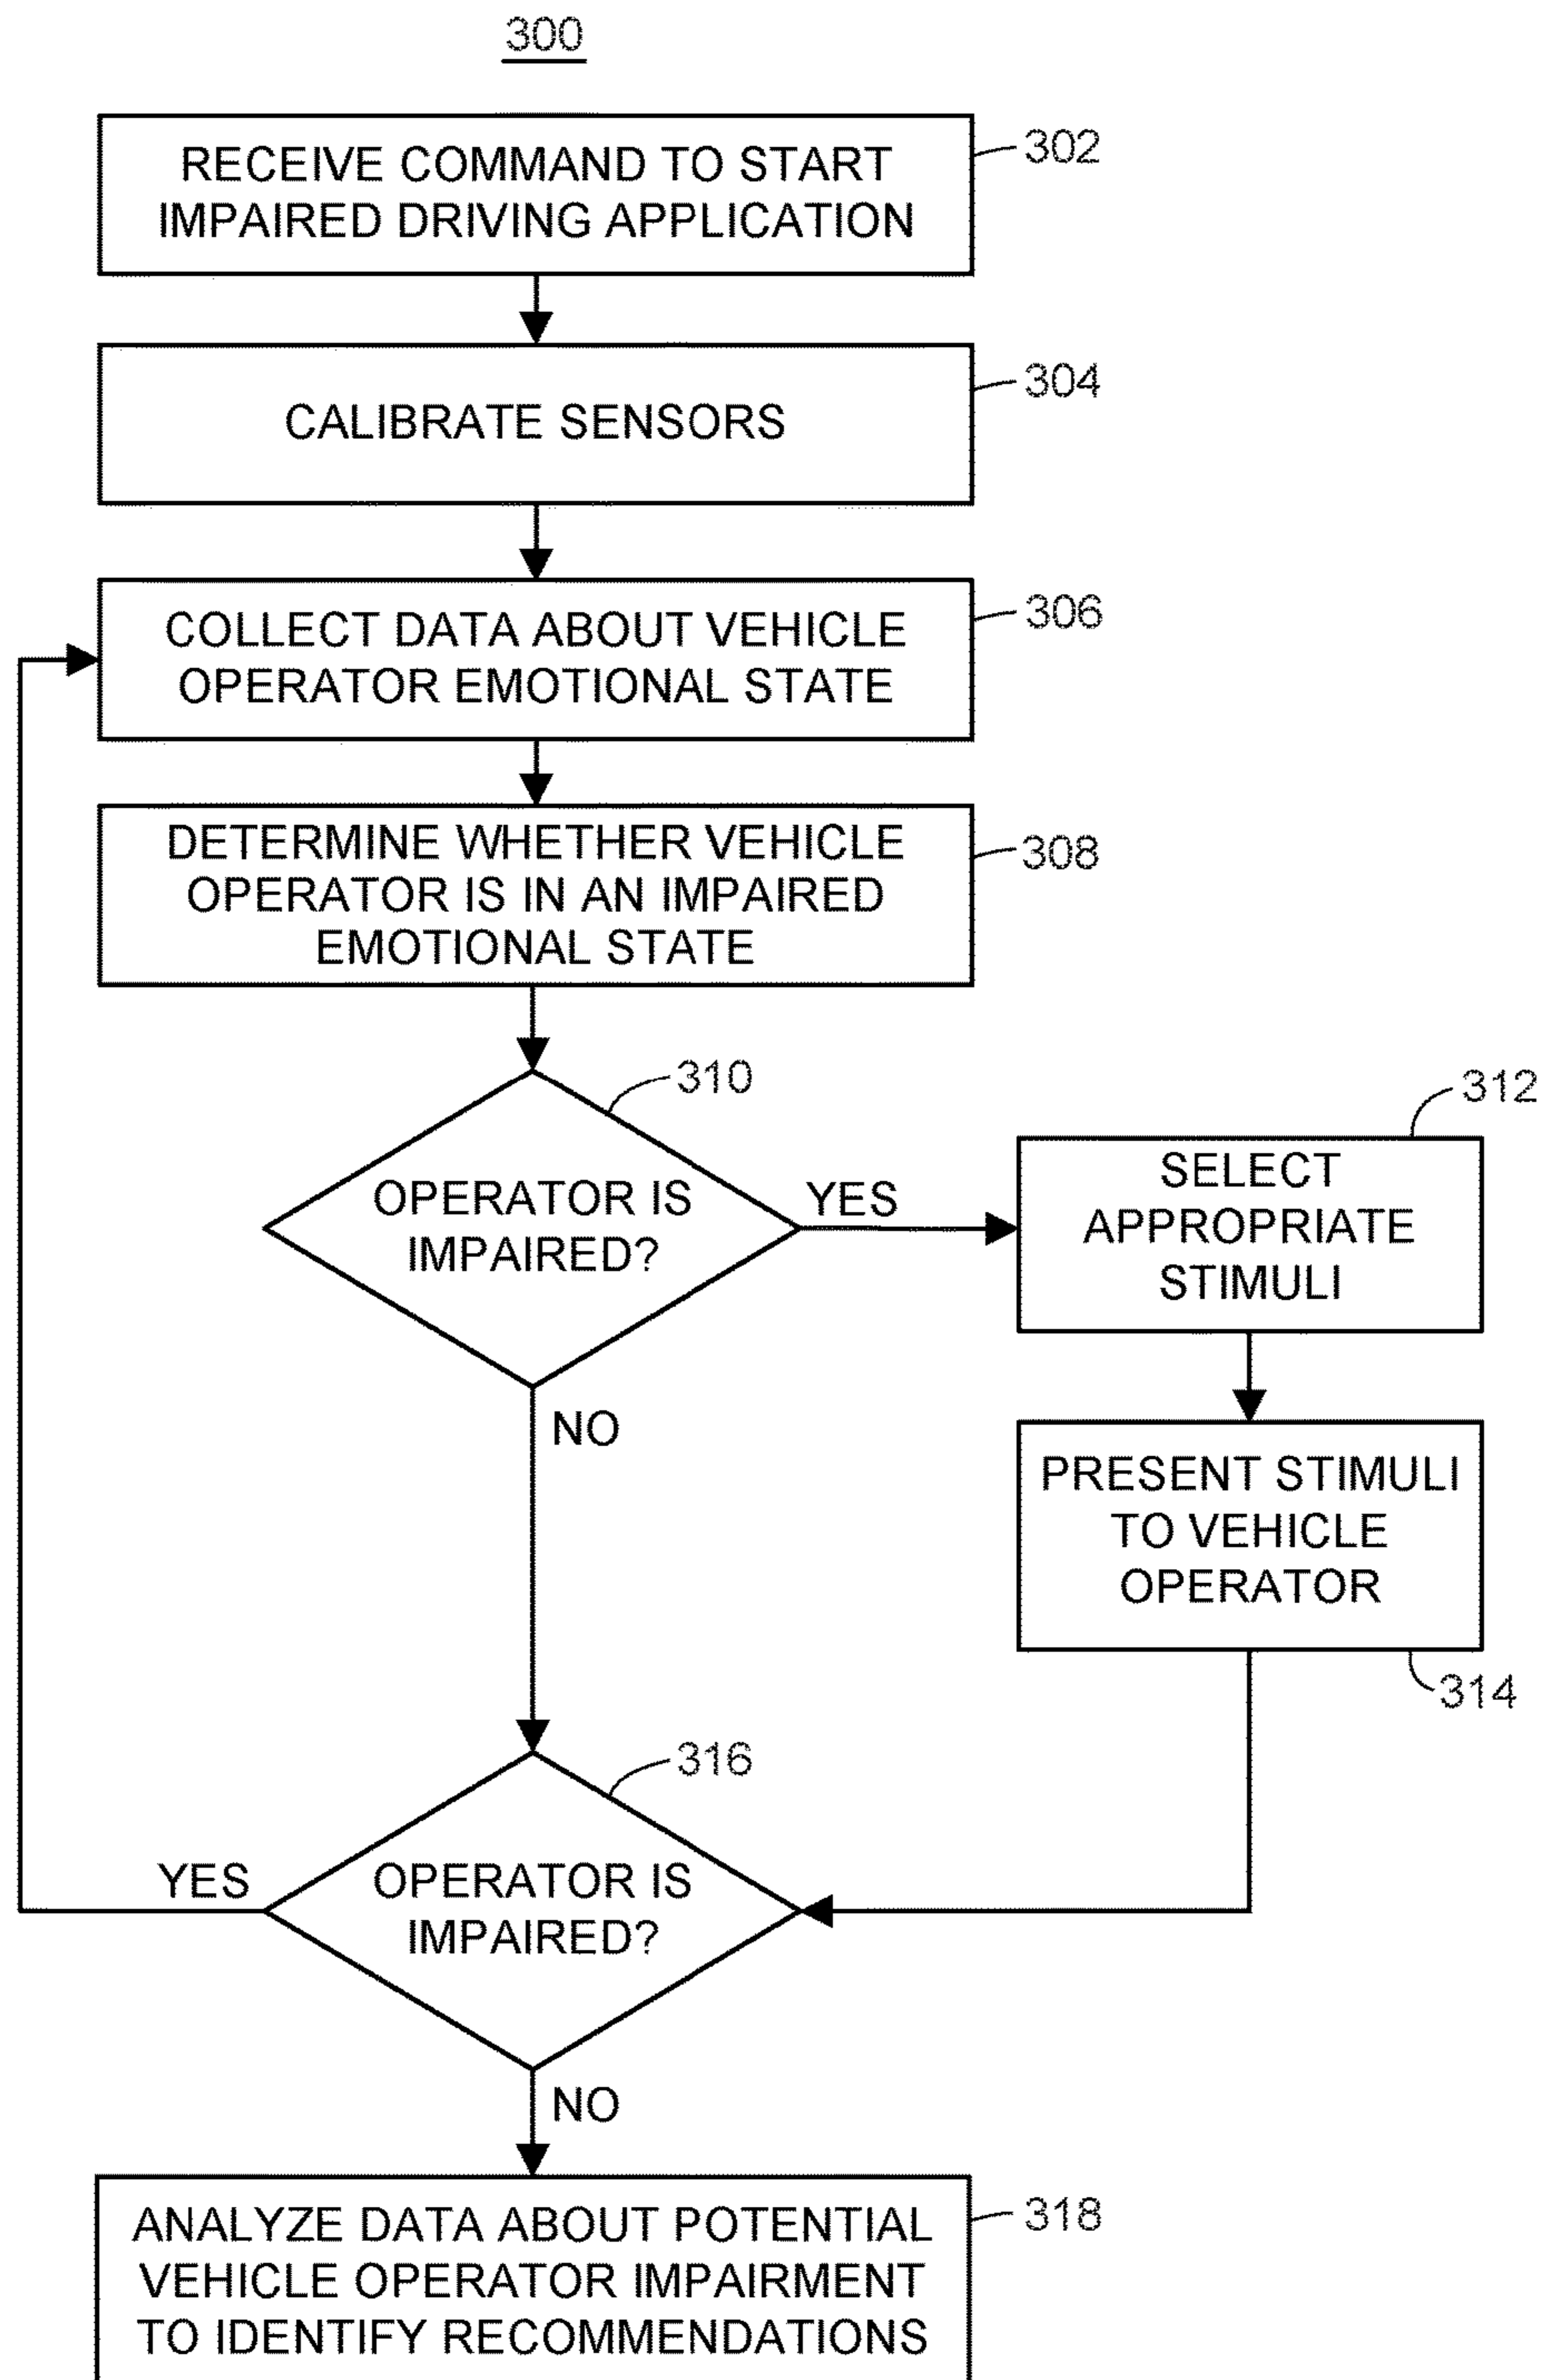 300
RECEIVE COMMAND TO START
IMPAIRED DRIVING APPLICATION
302
CALIBRATE SENSORS
304
COLLECT DATA ABOUT VEHICLE
OPERATOR EMOTIONAL STATE
306
DETERMINE WHETHER VEHICLE
OPERATOR IS IN AN IMPAIRED
EMOTIONAL STATE
308
310
OPERATOR IS
IMPAIRED?
YES
NO
312
SELECT
APPROPRIATE
STIMULI
PRESENT STIMULI
TO VEHICLE
OPERATOR
314
316
OPERATOR IS
IMPAIRED?
YES
NO
ANALYZE DATA ABOUT POTENTIAL
VEHICLE OPERATOR IMPAIRMENT
TO IDENTIFY RECOMMENDATIONS
318